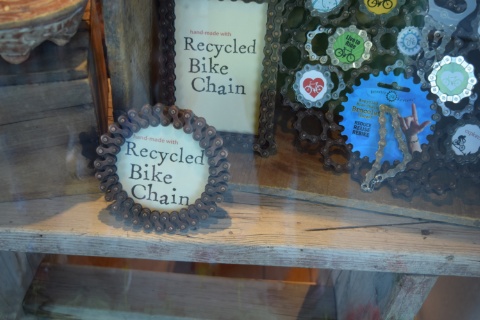 hand made with:
Recycled
Bike
Chain
hand made with:
Recycled
Bike
Chain